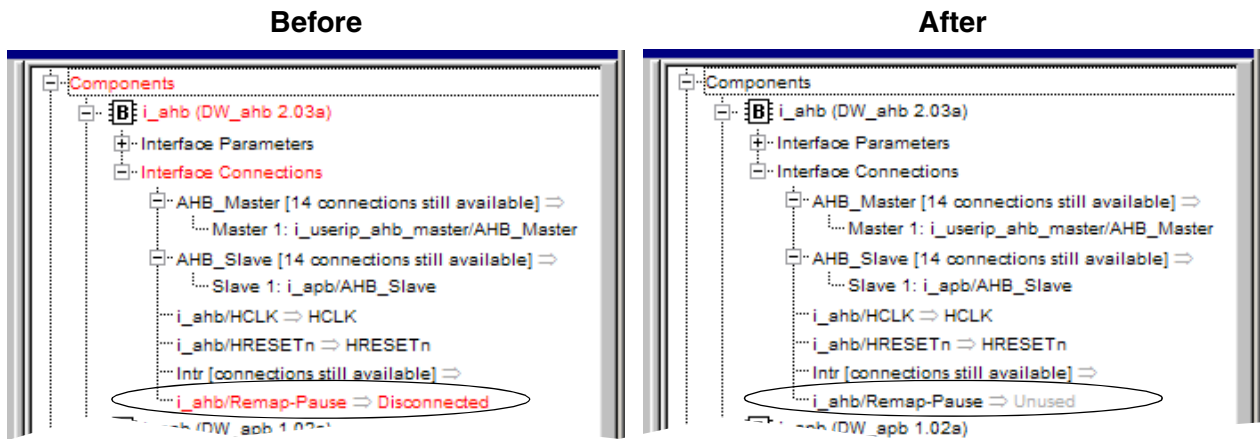 Before
Components
B i_ahb (DW_ahb 2.03a)
Interface Parameters
Interface Connections
AHB_Master [14 connections still available] ⇒
Master 1: i_userip_ahb_master/AHB_Master
AHB_Slave [14 connections still available] ⇒
Slave 1: i_apb/AHB_Slave
i_ahb/HCLK ⇒ HCLK
i_ahb/HRESETn ⇒ HRESETn
Intr [connections still available] ⇒
i_ahb/Remap-Pause ⇒ Disconnected
(DW_apb 1.02a)
After
Components
B i_ahb (DW_ahb 2.03a)
Interface Parameters
Interface Connections
AHB_Master [14 connections still available] ⇒
Master 1: i_userip_ahb_master/AHB_Master
AHB_Slave [14 connections still available] ⇒
Slave 1: i_apb/AHB_Slave
i_ahb/HCLK ⇒ HCLK
i_ahb/HRESETn ⇒ HRESETn
Intr [connections still available] ⇒
i_ahb/Remap-Pause ⇒ Unused
(DW_apb 1.02a)